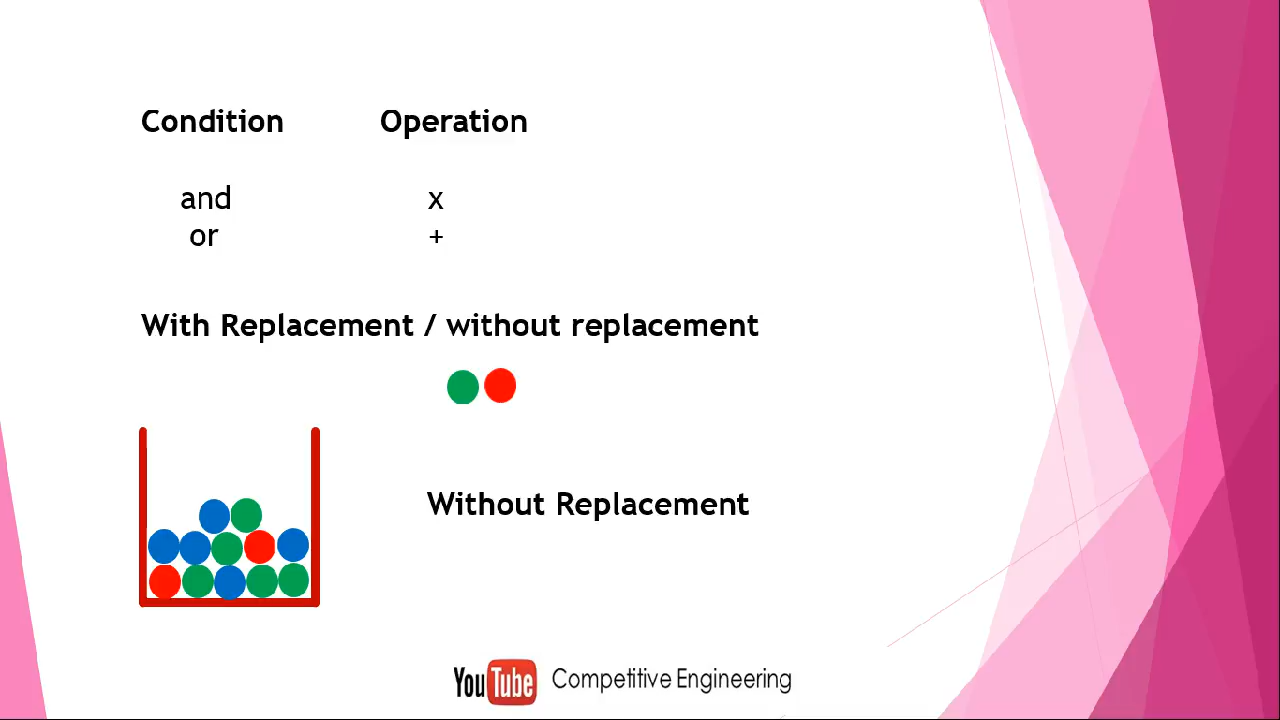 Condition Operation
and x
or +
With Replacement / without replacement
Without Replacement
YouTube Competitive Engineering